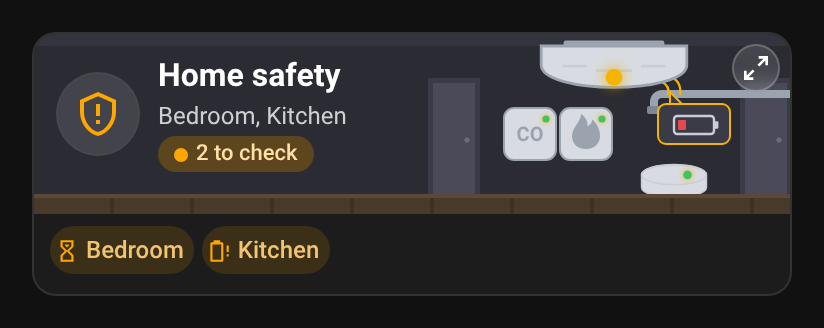 Home safety
Bedroom, Kitchen
2 to check
CO
Bedroom
Kitchen